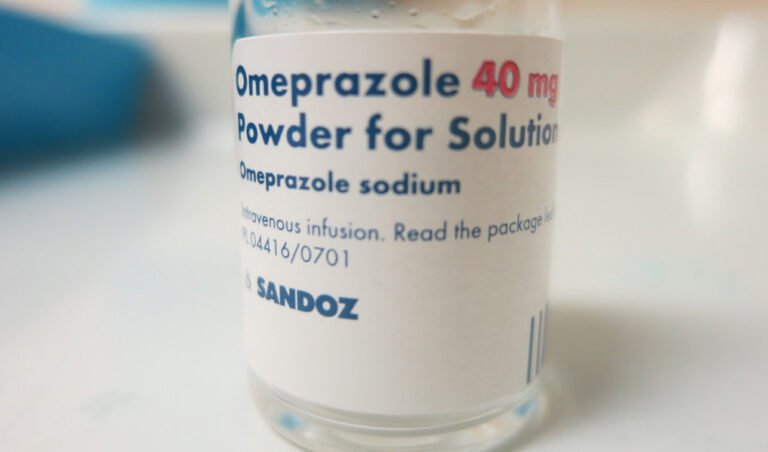 Omeprazole 40 mg
Powder for Solution
Omeprazole sodium
Intravenous infusion. Read the package
PL 04416/0701
SANDOZ